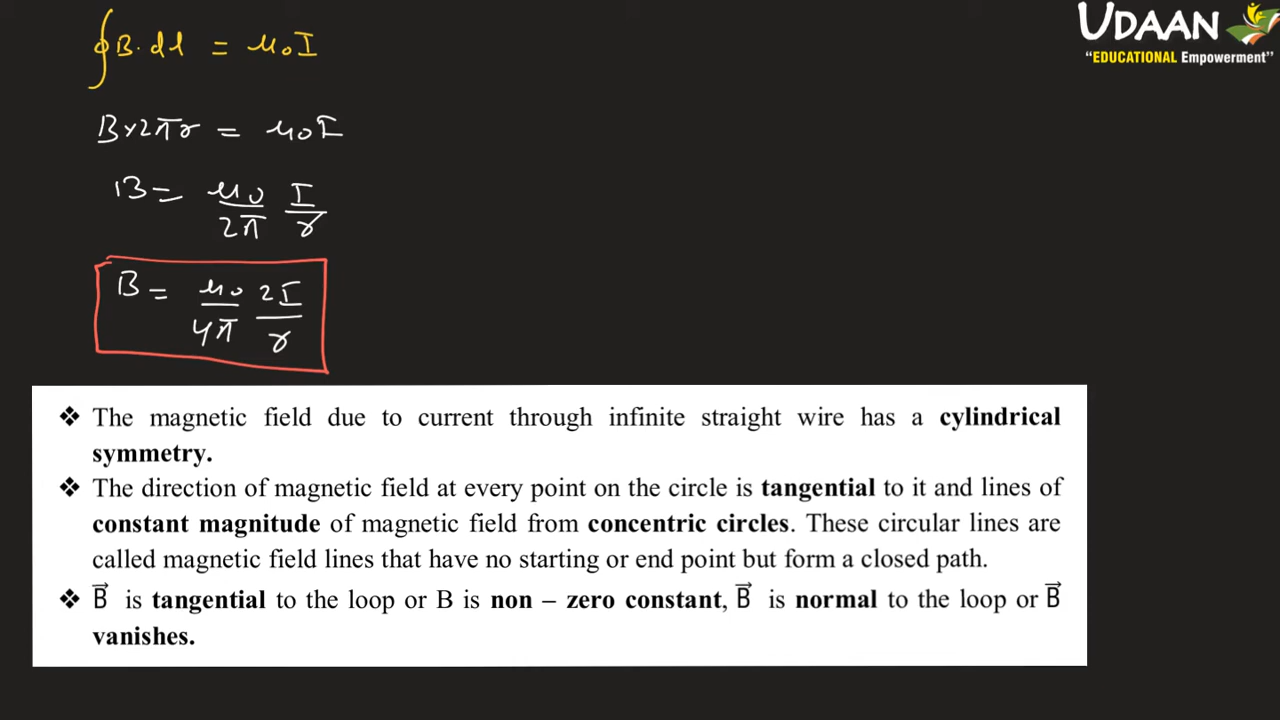 UDAAN
“EDUCATIONAL Empowerment”
∮B·dl = μ₀I
B×2πr = μ₀I
B = μ₀/2π I/r
B = μ₀/4π 2I/r
❖ The magnetic field due to current through infinite straight wire has a cylindrical
symmetry.
❖ The direction of magnetic field at every point on the circle is tangential to it and lines of
constant magnitude of magnetic field from concentric circles. These circular lines are
called magnetic field lines that have no starting or end point but form a closed path.
❖ B⃗ is tangential to the loop or B is non – zero constant, B⃗ is normal to the loop or B⃗
vanishes.